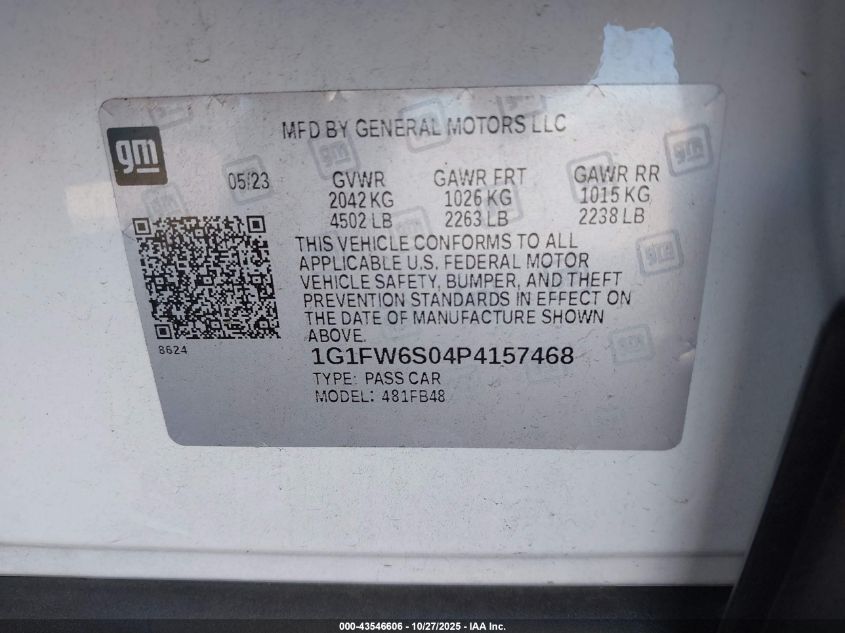 gm
MFD BY GENERAL MOTORS LLC
05/23 GVWR GAWR FRT GAWR RR
2042 KG 1026 KG 1015 KG
4502 LB 2263 LB 2238 LB
THIS VEHICLE CONFORMS TO ALL
APPLICABLE U.S. FEDERAL MOTOR
VEHICLE SAFETY, BUMPER, AND THEFT
PREVENTION STANDARDS IN EFFECT ON
THE DATE OF MANUFACTURE SHOWN
ABOVE.
8624
1G1FW6S04P4157468
TYPE: PASS CAR
MODEL: 481FB48
000-43546606 | 10/27/2025 - IAA Inc.